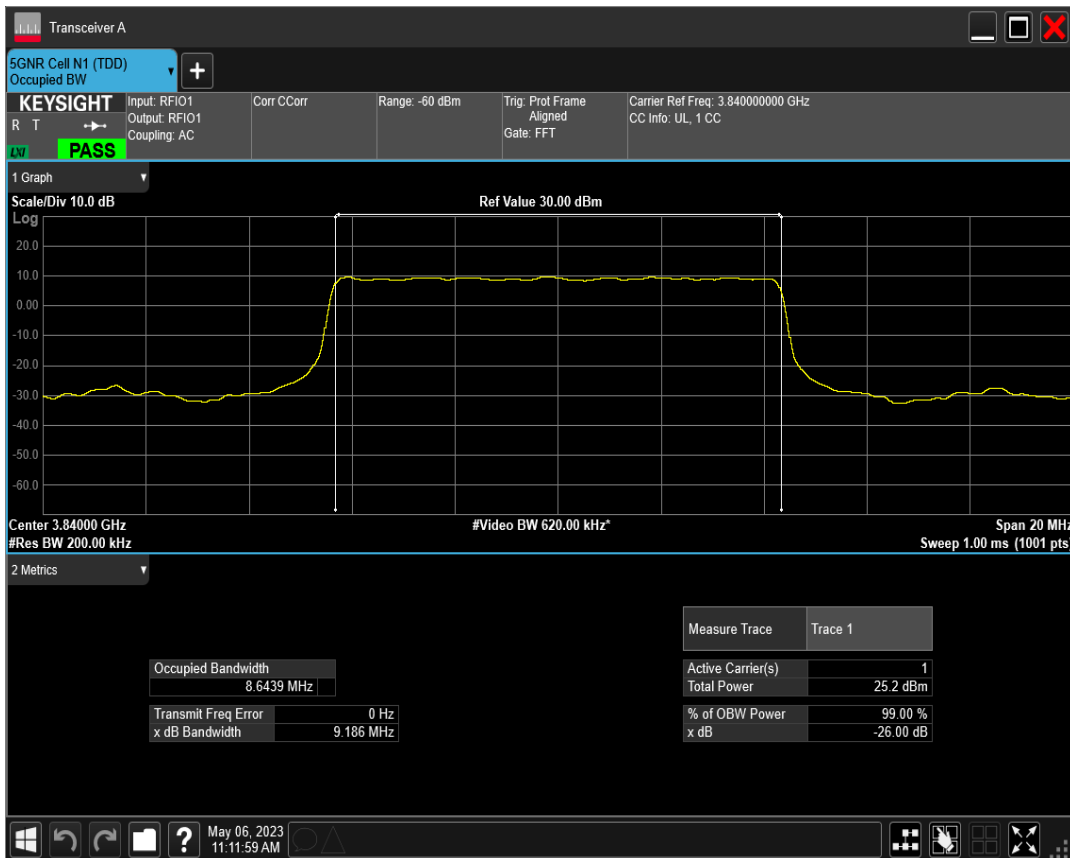 Transceiver A
5GNR Cell N1 (TDD)
Occupied BW
+
KEYSIGHT
R T
LXI
PASS
Input: RFIO1
Output: RFIO1
Coupling: AC
Corr CCorr
Range: -60 dBm
Trig: Prot Frame
Aligned
Gate: FFT
Carrier Ref Freq: 3.840000000 GHz
CC Info: UL, 1 CC
1 Graph
Scale/Div 10.0 dB
Ref Value 30.00 dBm
Log
20.0
10.0
0.00
-10.0
-20.0
-30.0
-40.0
-50.0
-60.0
Center 3.84000 GHz
#Video BW 620.00 kHz*
Span 20 MHz
#Res BW 200.00 kHz
Sweep 1.00 ms (1001 pts)
2 Metrics
Measure Trace Trace 1
Occupied Bandwidth
8.6439 MHz
Active Carrier(s) 1
Total Power 25.2 dBm
Transmit Freq Error 0 Hz
x dB Bandwidth 9.186 MHz
% of OBW Power 99.00 %
x dB -26.00 dB
?
May 06, 2023
11:11:59 AM